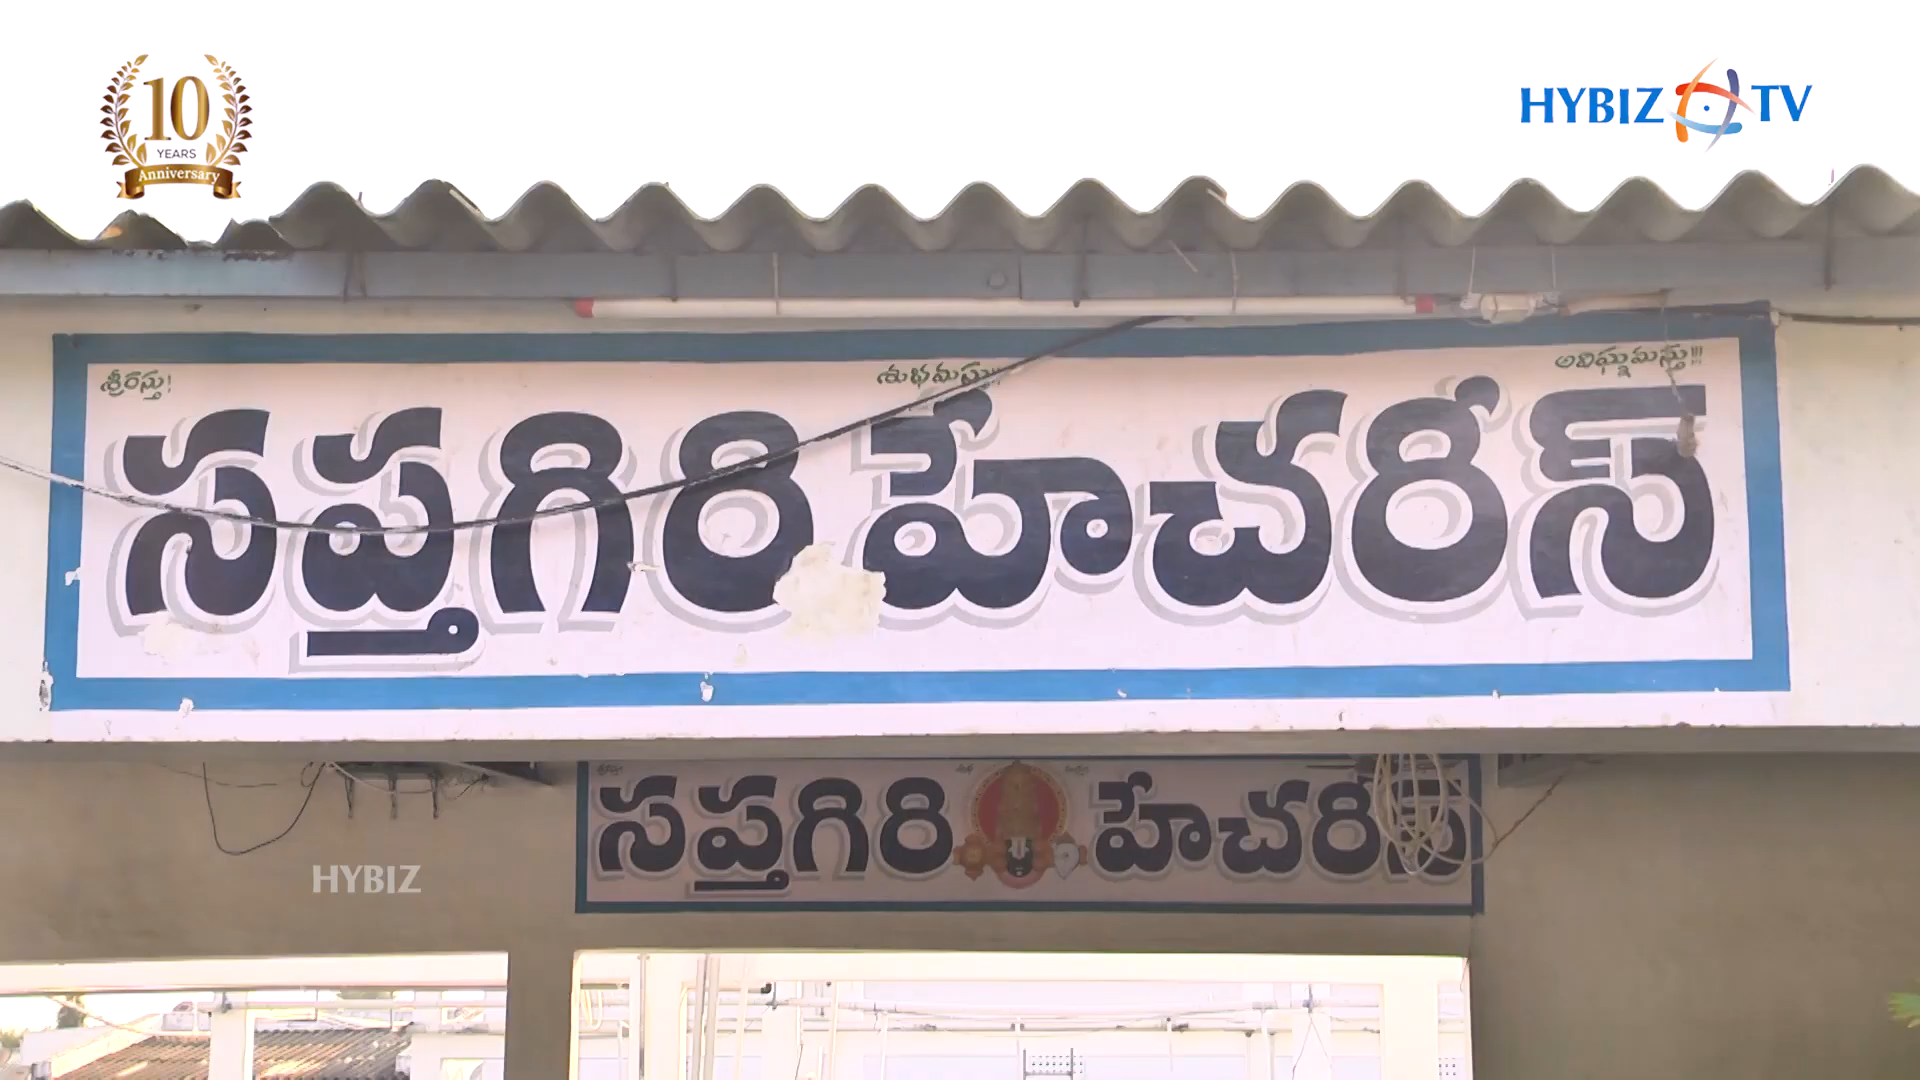 10
YEARS
Anniversary
HYBIZ TV
శ్రీరస్తు! శుభమస్తు!! అవిఘ్నమస్తు!!!
సప్తగిరి హేచరీస్
సప్తగిరి హేచరీస్
HYBIZ